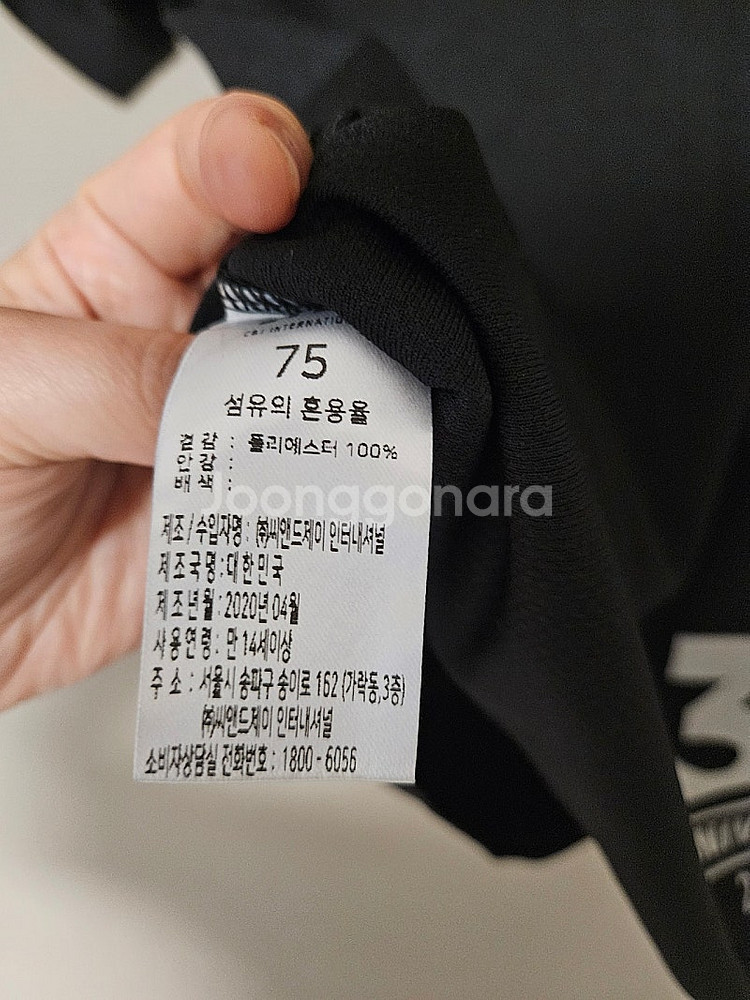 C&J INTERNATIO
75
섬유의 혼용율
겉감 : 폴리에스터 100%
안감 :
배색 :
Joonggonara
제조/수입자명 : ㈜씨앤드제이 인터내셔널
제조국명 : 대한민국
제조년월 : 2020년 04월
사용연령 : 만 14세이상
주소 : 서울시 송파구 송이로 162 (가락동,3층)
㈜씨앤드제이 인터내셔널
소비자상담실 전화번호 : 1800-6056
3